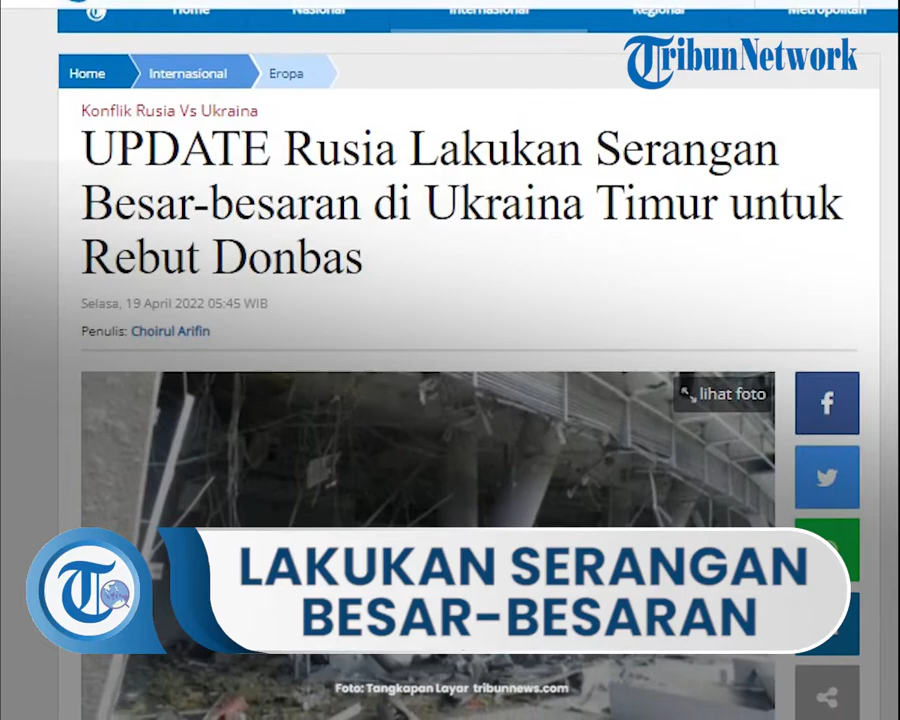 Home Nasional Internasional Regional Metropolitan
TribunNetwork
Home Internasional Eropa
Konflik Rusia Vs Ukraina
UPDATE Rusia Lakukan Serangan
Besar-besaran di Ukraina Timur untuk
Rebut Donbas
Selasa, 19 April 2022 05:45 WIB
Penulis: Choirul Arifin
lihat foto
LAKUKAN SERANGAN
BESAR-BESARAN
Foto: Tangkapan Layar tribunnews.com